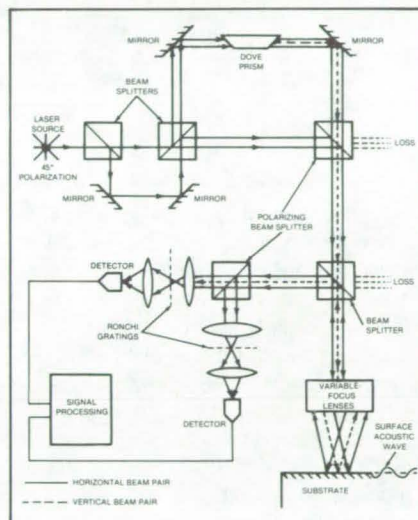 MIRROR
DOVE
PRISM
MIRROR
BEAM
SPLITTERS
LASER
SOURCE
45° POLARIZATION
LOSS
MIRROR
MIRROR
POLARIZING
BEAM SPLITTER
DETECTOR
LOSS
RONCHI
GRATINGS
BEAM
SPLITTER
SIGNAL
PROCESSING
VARIABLE-
FOCUS
LENSES
DETECTOR
SURFACE
ACOUSTIC
WAVE
HORIZONTAL BEAM PAIR
VERTICAL BEAM PAIR
SUBSTRATE